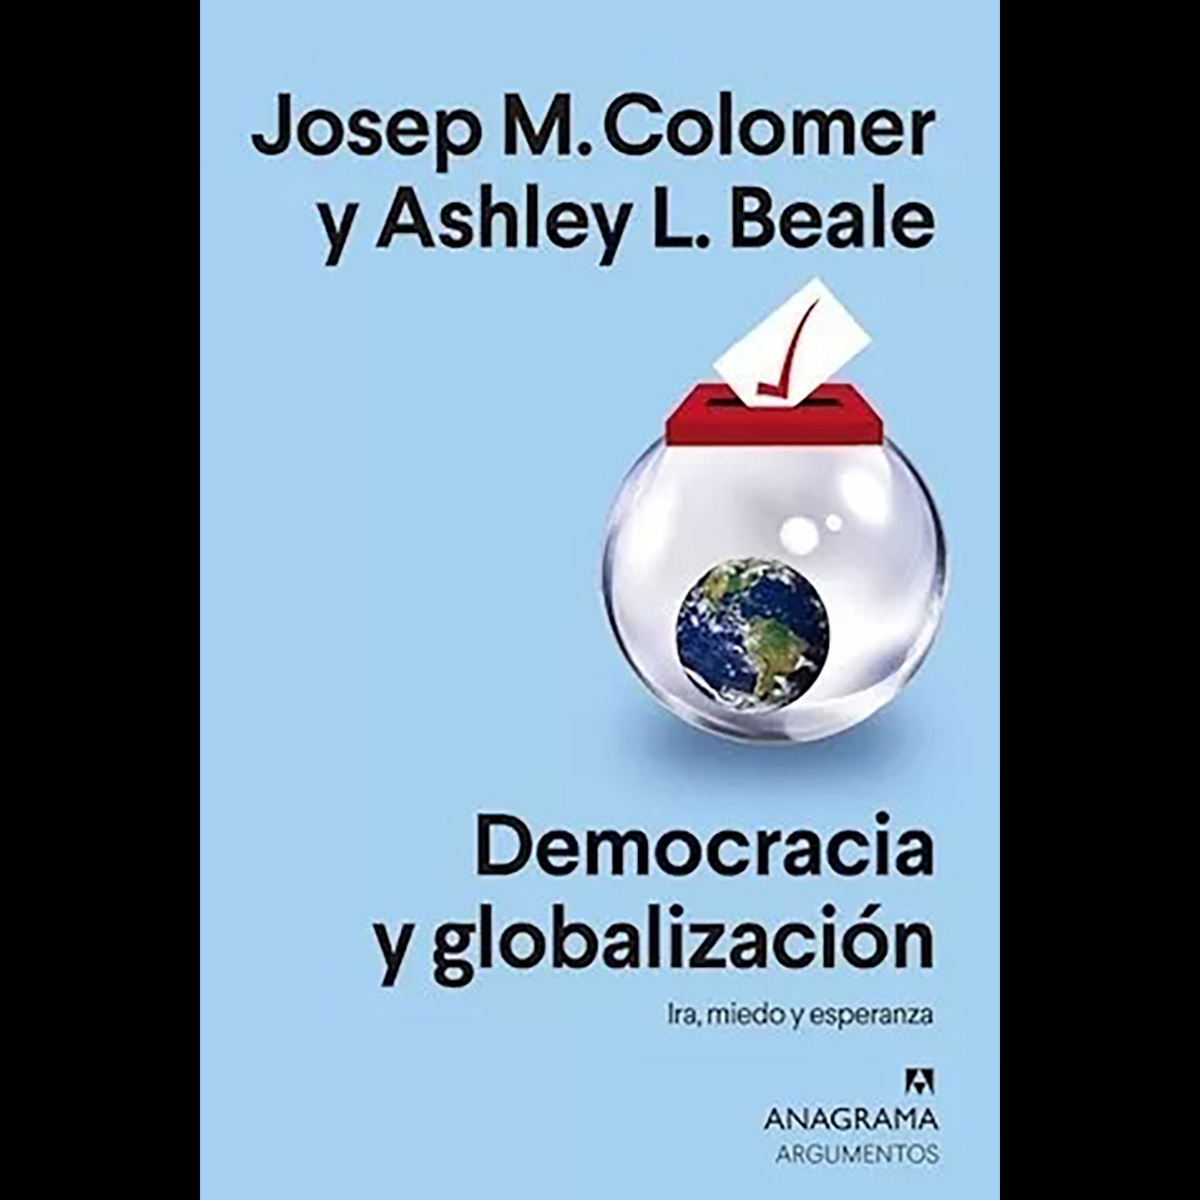 Josep M. Colomer
y Ashley L. Beale
Democracia
y globalización
Ira, miedo y esperanza
ANAGRAMA
ARGUMENTOS